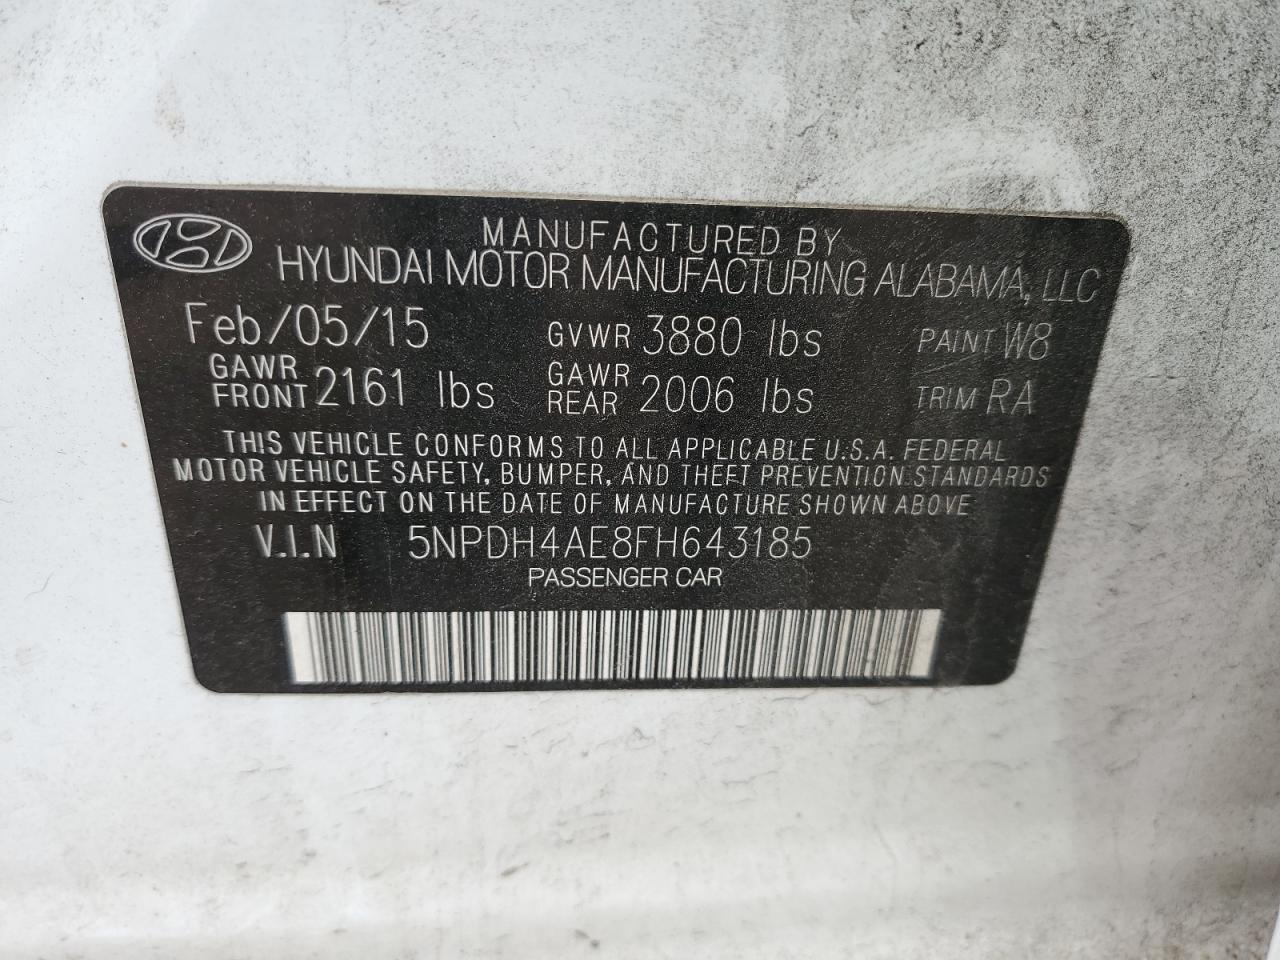 MANUFACTURED BY
HYUNDAI MOTOR MANUFACTURING ALABAMA, LLC
Feb/05/15 GVWR 3880 lbs PAINT W8
GAWR FRONT 2161 lbs GAWR REAR 2006 lbs TRIM RA
THIS VEHICLE CONFORMS TO ALL APPLICABLE U.S.A. FEDERAL
MOTOR VEHICLE SAFETY, BUMPER, AND THEFT PREVENTION STANDARDS
IN EFFECT ON THE DATE OF MANUFACTURE SHOWN ABOVE
V.I.N 5NPDH4AE8FH643185
PASSENGER CAR